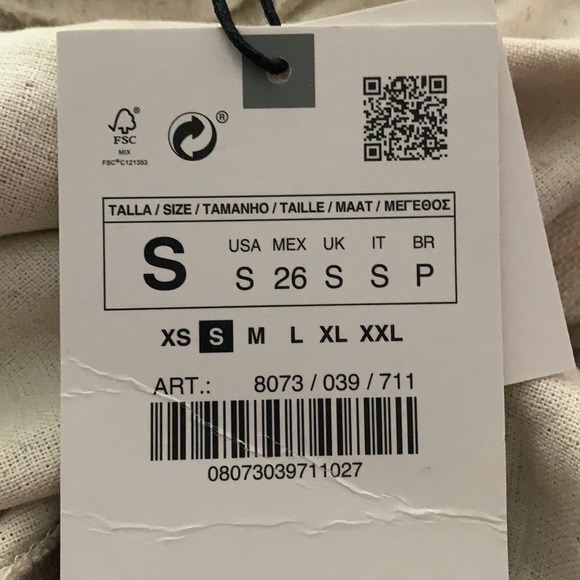 FSC®
MIX
FSC®C121353
®
TALLA / SIZE / TAMANHO / TAILLE / MAAT / ΜΕΓΕΘΟΣ
S
USA MEX UK IT BR
S 26 S S P
XS S M L XL XXL
ART.: 8073 / 039 / 711
08073039711027